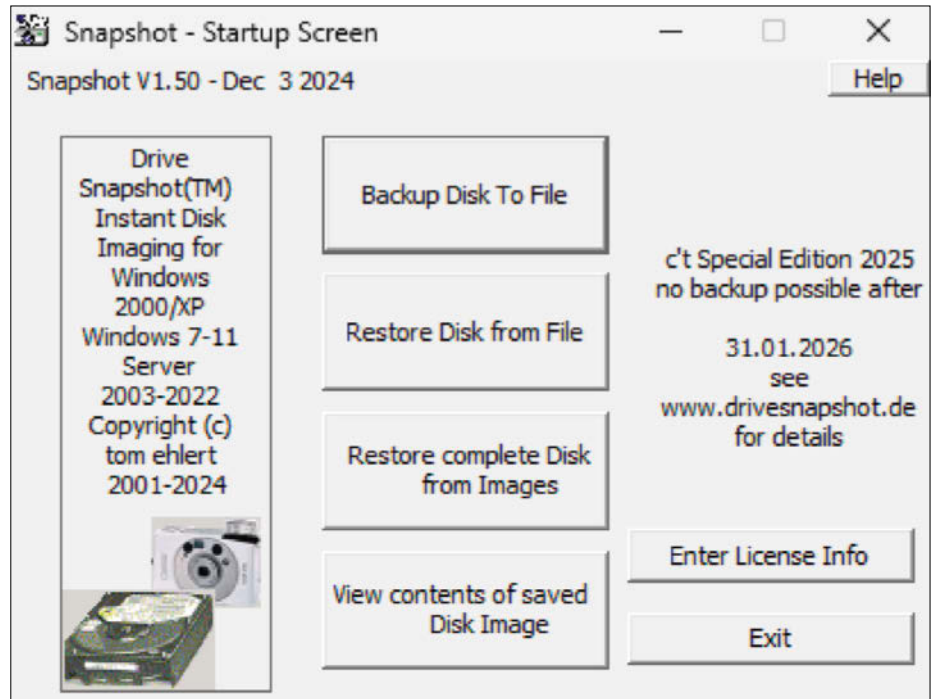 Snapshot - Startup Screen
Snapshot V1.50 - Dec  3 2024
Help
Drive
Snapshot(TM)
Instant Disk
Imaging for
Windows
2000/XP
Windows 7-11
Server
2003-2022
Copyright (c)
tom ehlert
2001-2024
Backup Disk To File
Restore Disk from File
Restore complete Disk
from Images
View contents of saved
Disk Image
c't Special Edition 2025
no backup possible after
31.01.2026
see
www.drivesnapshot.de
for details
Enter License Info
Exit